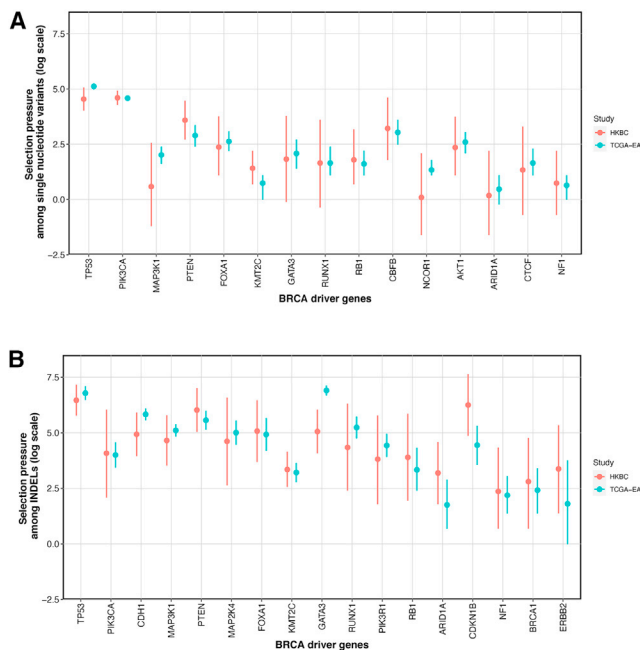 A
Selection pressure
among single nucleotide variants (log scale)
7.5
5.0
2.5
0.0
−2.5
TP53
PIK3CA
MAP3K1
PTEN
FOXA1
KMT2C
GATA3
RUNX1
RB1
CBFB
NCOR1
AKT1
ARID1A
CTCF
NF1
BRCA driver genes
Study
HKBC
TCGA−EA
B
Selection pressure
among INDELs (log scale)
7.5
5.0
2.5
0.0
−2.5
TP53
PIK3CA
CDH1
MAP3K1
PTEN
MAP2K4
FOXA1
KMT2C
GATA3
RUNX1
PIK3R1
RB1
ARID1A
CDKN1B
NF1
BRCA1
ERBB2
BRCA driver genes
Study
HKBC
TCGA−EA